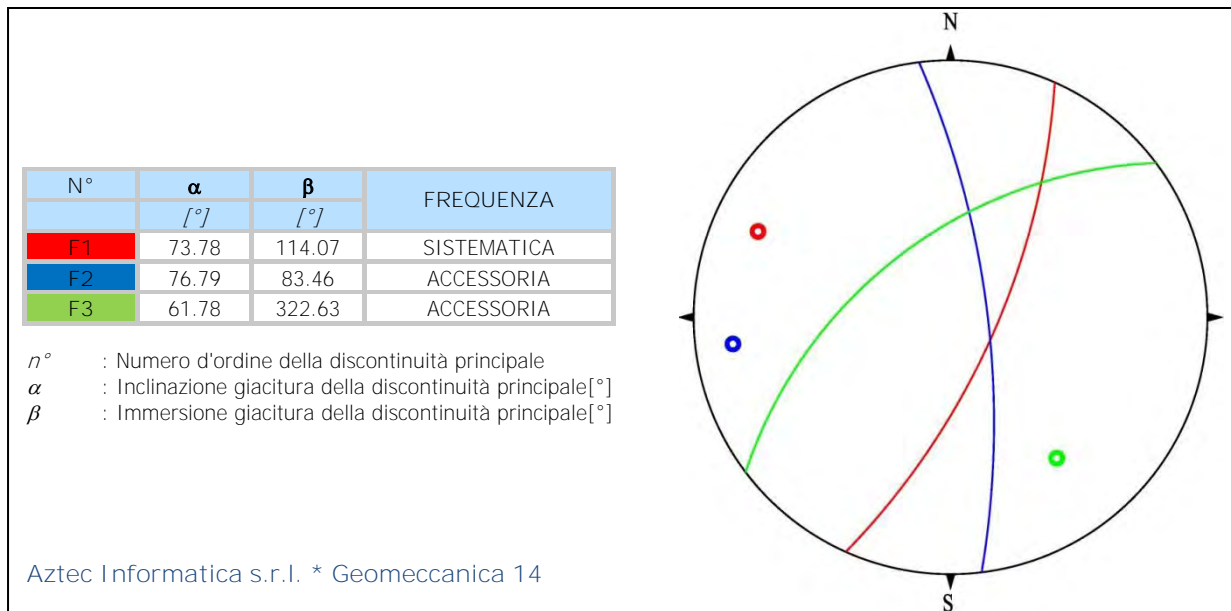 N
N° α β FREQUENZA
[°] [°]
F1 73.78 114.07 SISTEMATICA
F2 76.79 83.46 ACCESSORIA
F3 61.78 322.63 ACCESSORIA
n° : Numero d'ordine della discontinuità principale
α : Inclinazione giacitura della discontinuità principale[°]
β : Immersione giacitura della discontinuità principale[°]
Aztec Informatica s.r.l. * Geomeccanica 14
S